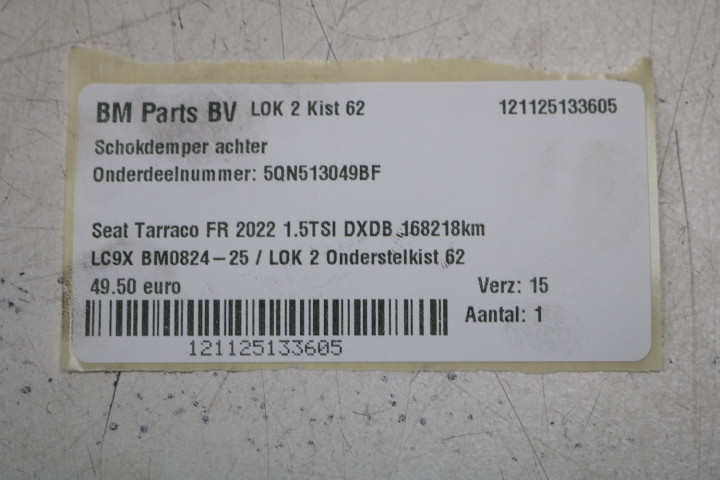 BM Parts BV LOK 2 Kist 62 121125133605
Schokdemper achter
Onderdeelnummer: 5QN513049BF
Seat Tarraco FR 2022 1.5TSI DXDB 168218km
LC9X BM0824-25 / LOK 2 Onderstelkist 62
49.50 euro Verz: 15
Aantal: 1
121125133605